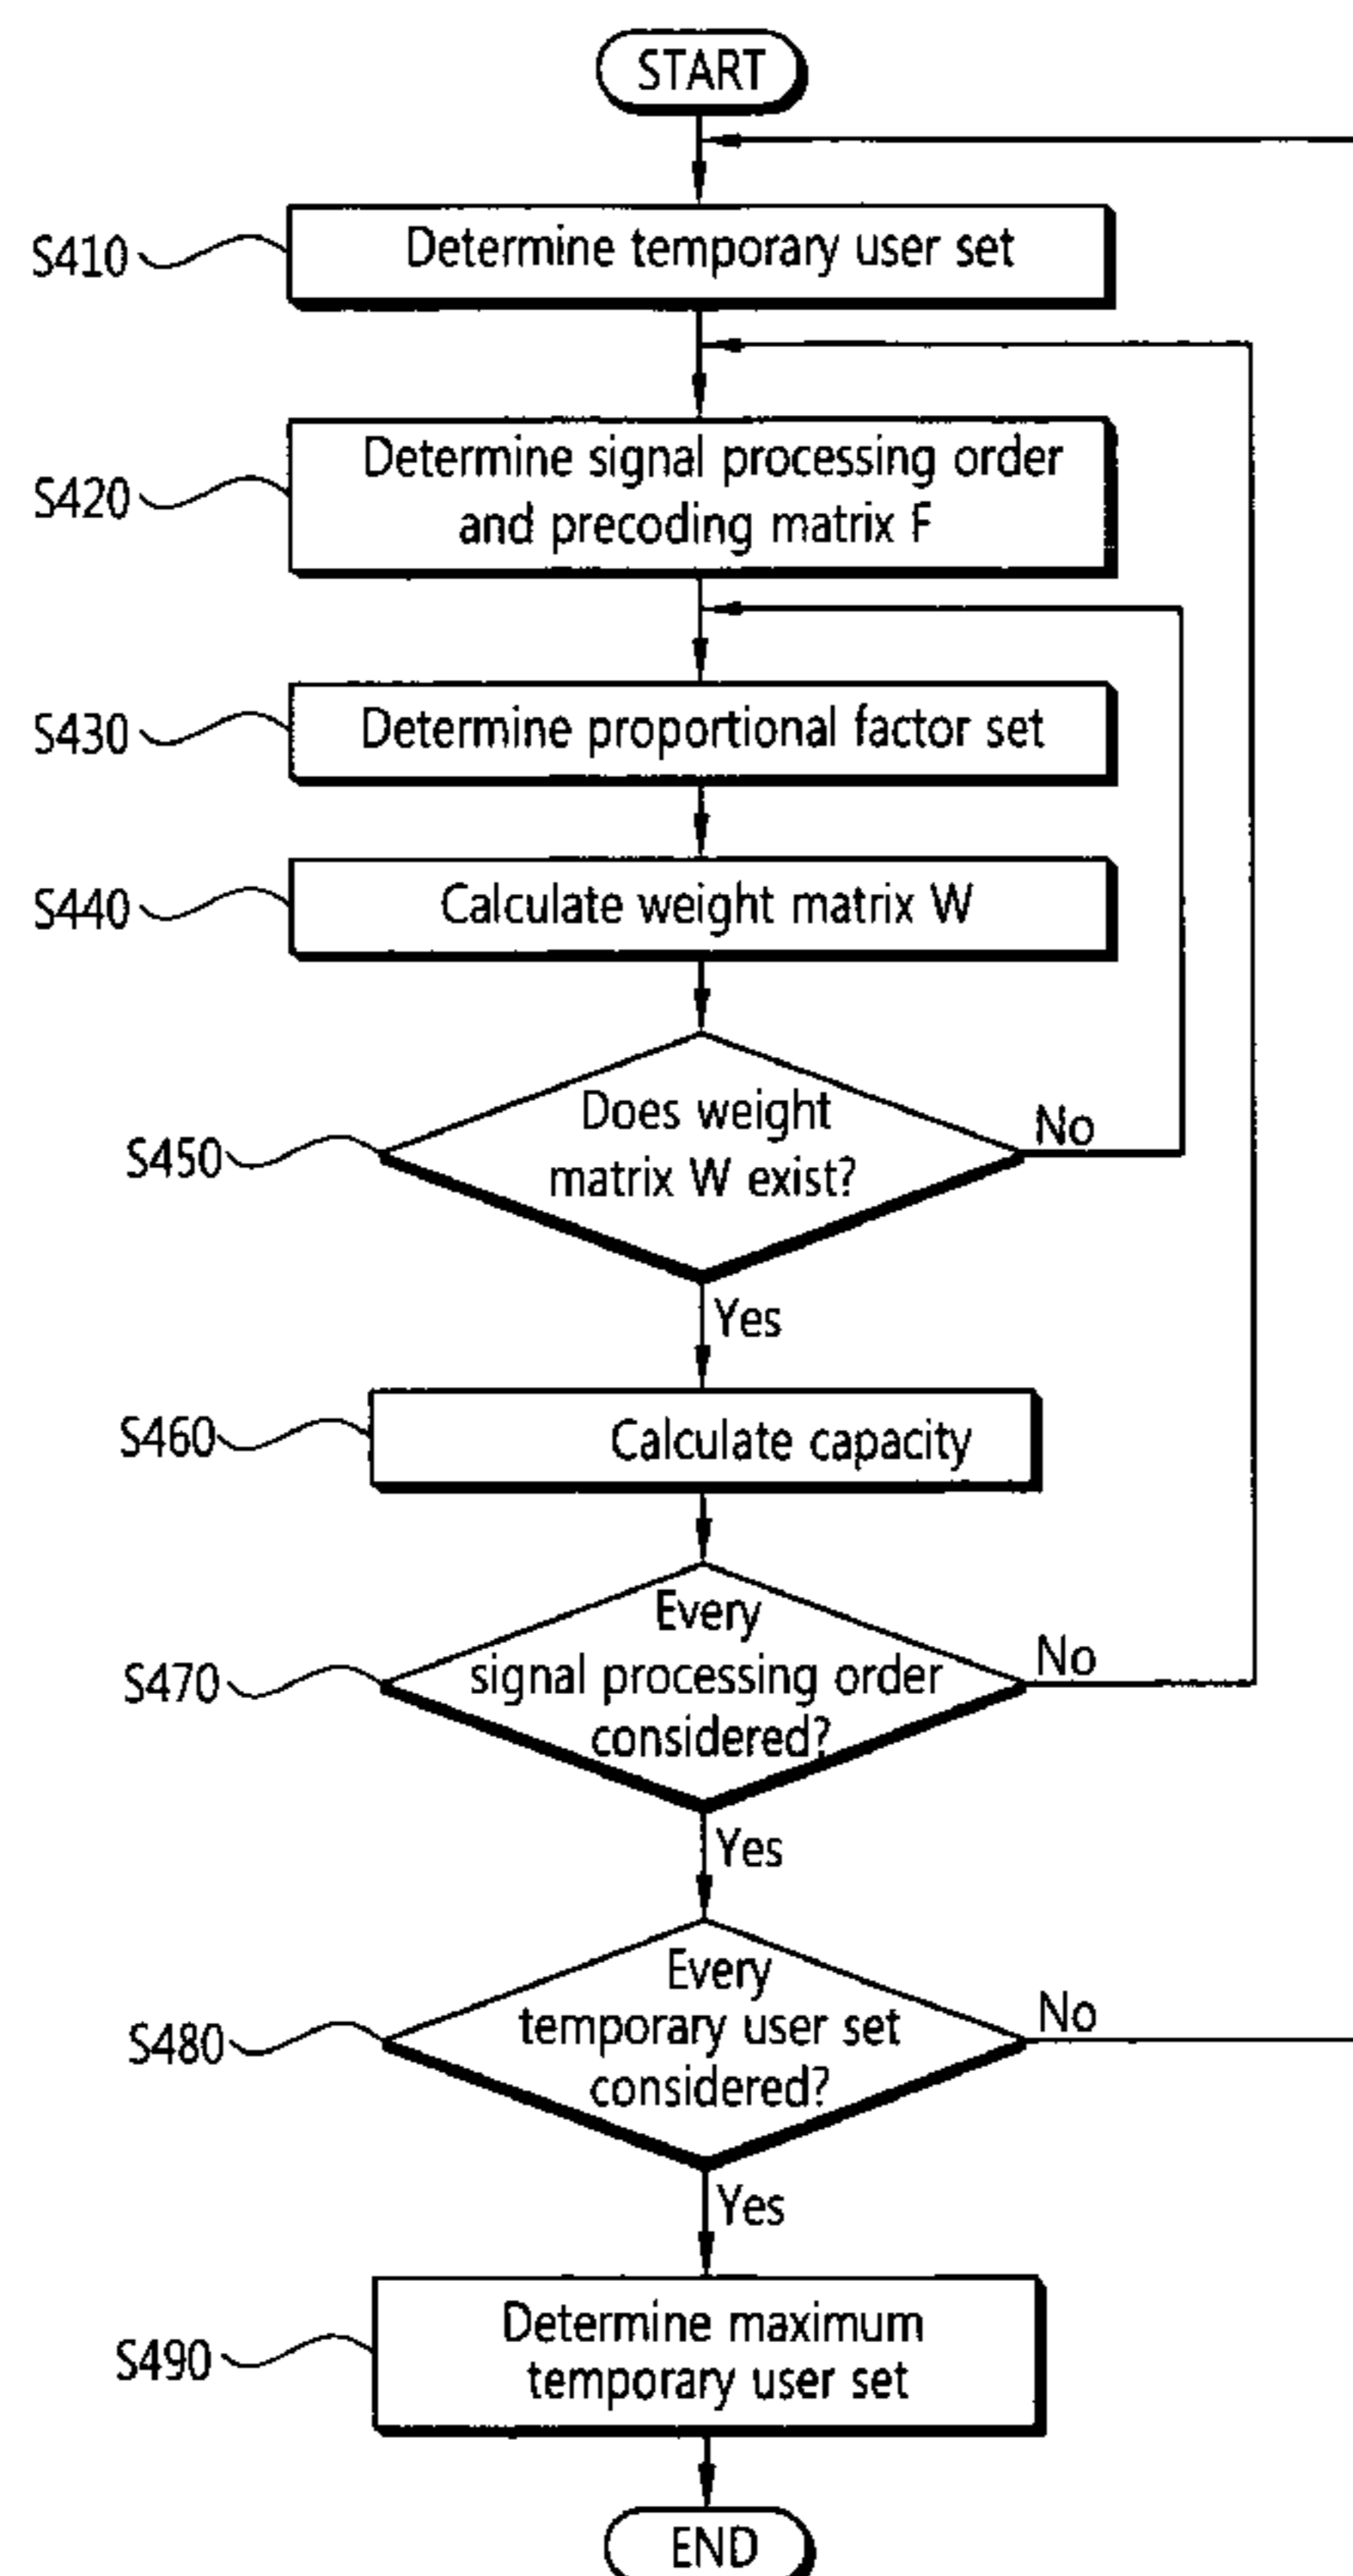 START
S410
Determine temporary user set
S420
Determine signal processing order
and precoding matrix F
S430
Determine proportional factor set
S440
Calculate weight matrix W
S450
Does weight
matrix W exist?
No
Yes
S460
Calculate capacity
S470
Every
signal processing order
considered?
No
Yes
S480
Every
temporary user set
considered?
No
Yes
S490
Determine maximum
temporary user set
END